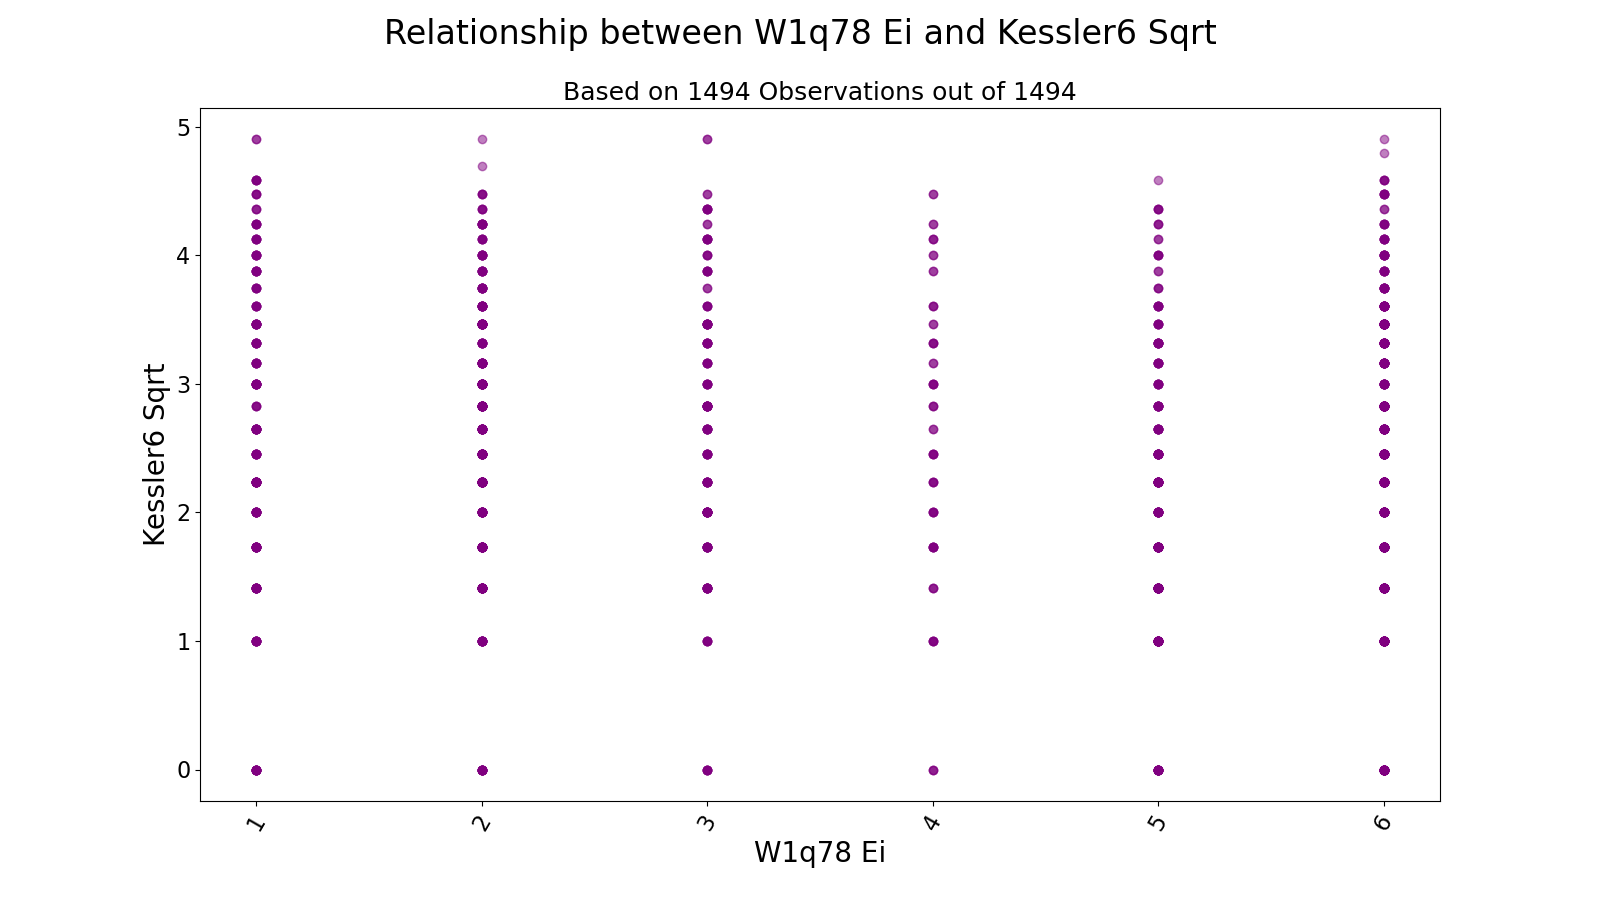 Relationship between W1q78 Ei and Kessler6 Sqrt
Based on 1494 Observations out of 1494
5
4
3
2
1
0
Kessler6 Sqrt
1 2 3 4 5 6
W1q78 Ei